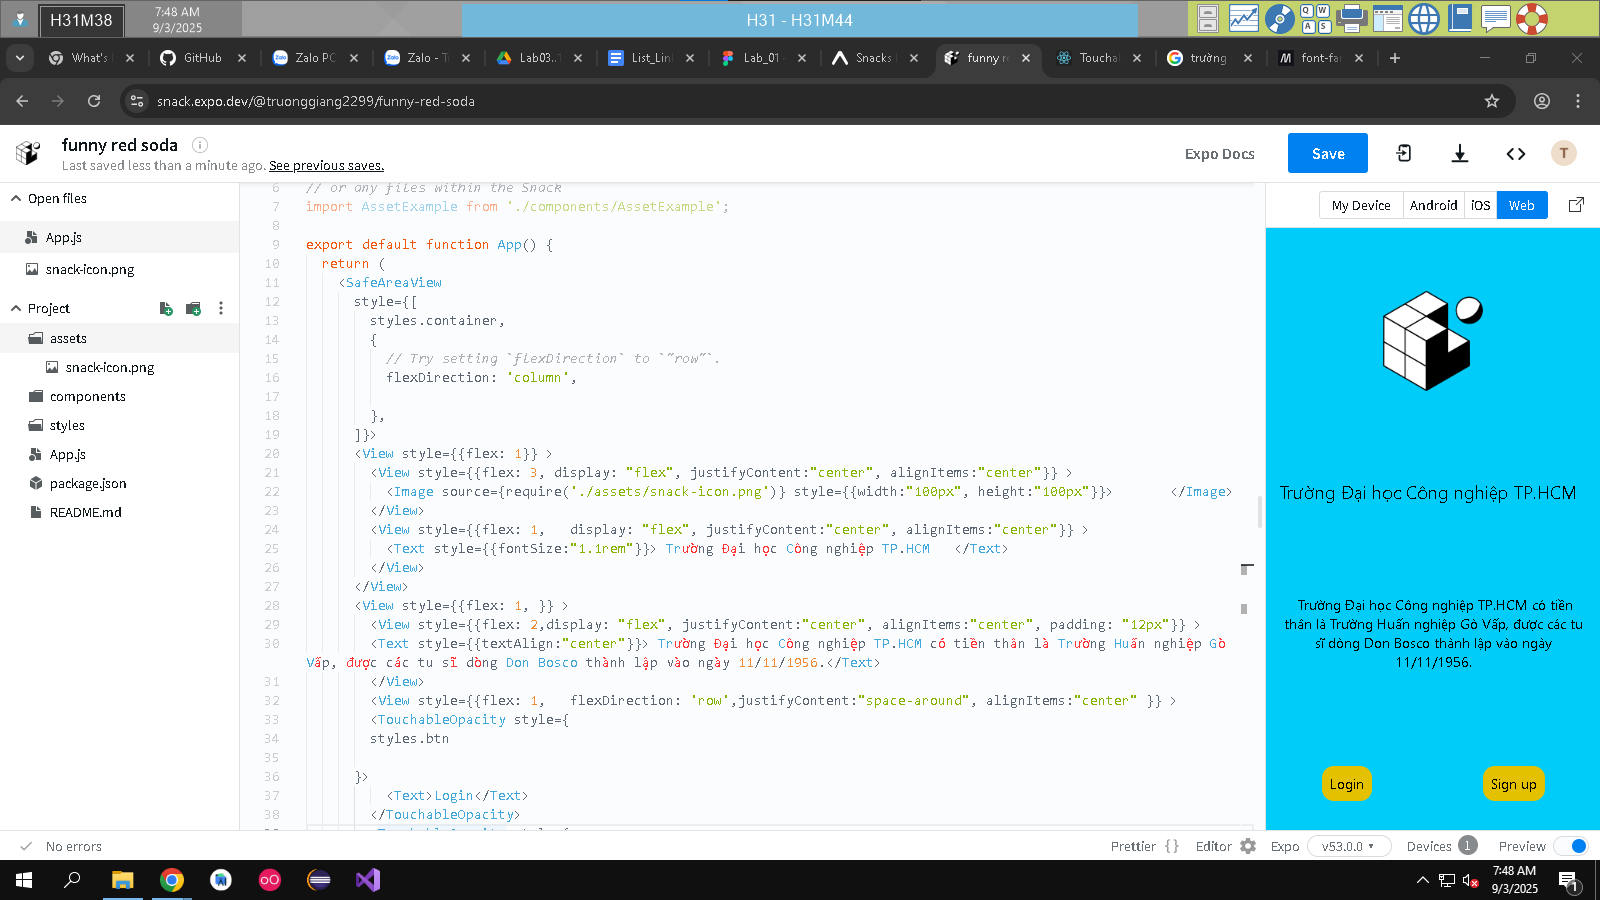 H31M38
7:48 AM
9/3/2025
H31 - H31M44
Q W
A S
What's
GitHub
Zalo PC
Zalo - T
Lab03..1
List_Link
Lab_01 -
Snacks
funny re
Touchal
trường
font-fa
snack.expo.dev/@truonggiang2299/funny-red-soda
funny red soda
Last saved less than a minute ago. See previous saves.
Expo Docs
Save
T
Open files
App.js
snack-icon.png
Project
assets
snack-icon.png
components
styles
App.js
package.json
README.md
6 // or any files within the Snack
7 import AssetExample from './components/AssetExample';
8
9 export default function App() {
10 return (
11 <SafeAreaView
12 style={[
13 styles.container,
14 {
15 // Try setting `flexDirection` to `"row"`.
16 flexDirection: 'column',
17
18 },
19 ]}>
20 <View style={{flex: 1}} >
21 <View style={{flex: 3, display: "flex", justifyContent:"center", alignItems:"center"}} >
22 <Image source={require('./assets/snack-icon.png')} style={{width:"100px", height:"100px"}}> </Image>
23 </View>
24 <View style={{flex: 1, display: "flex", justifyContent:"center", alignItems:"center"}} >
25 <Text style={{fontSize:"1.1rem"}}> Trường Đại học Công nghiệp TP.HCM </Text>
26 </View>
27 </View>
28 <View style={{flex: 1, }} >
29 <View style={{flex: 2,display: "flex", justifyContent:"center", alignItems:"center", padding: "12px"}} >
30 <Text style={{textAlign:"center"}}> Trường Đại học Công nghiệp TP.HCM có tiền thân là Trường Huấn nghiệp Gò
Vấp, được các tu sĩ dòng Don Bosco thành lập vào ngày 11/11/1956.</Text>
31 </View>
32 <View style={{flex: 1, flexDirection: 'row',justifyContent:"space-around", alignItems:"center" }} >
33 <TouchableOpacity style={
34 styles.btn
35
36 }>
37 <Text>Login</Text>
38 </TouchableOpacity>
My Device
Android
iOS
Web
Trường Đại học Công nghiệp TP.HCM
Trường Đại học Công nghiệp TP.HCM có tiền
thân là Trường Huấn nghiệp Gò Vấp, được các tu
sĩ dòng Don Bosco thành lập vào ngày
11/11/1956.
Login
Sign up
No errors
Prettier { }
Editor
Expo
v53.0.0
Devices 1
Preview
7:48 AM
9/3/2025
1